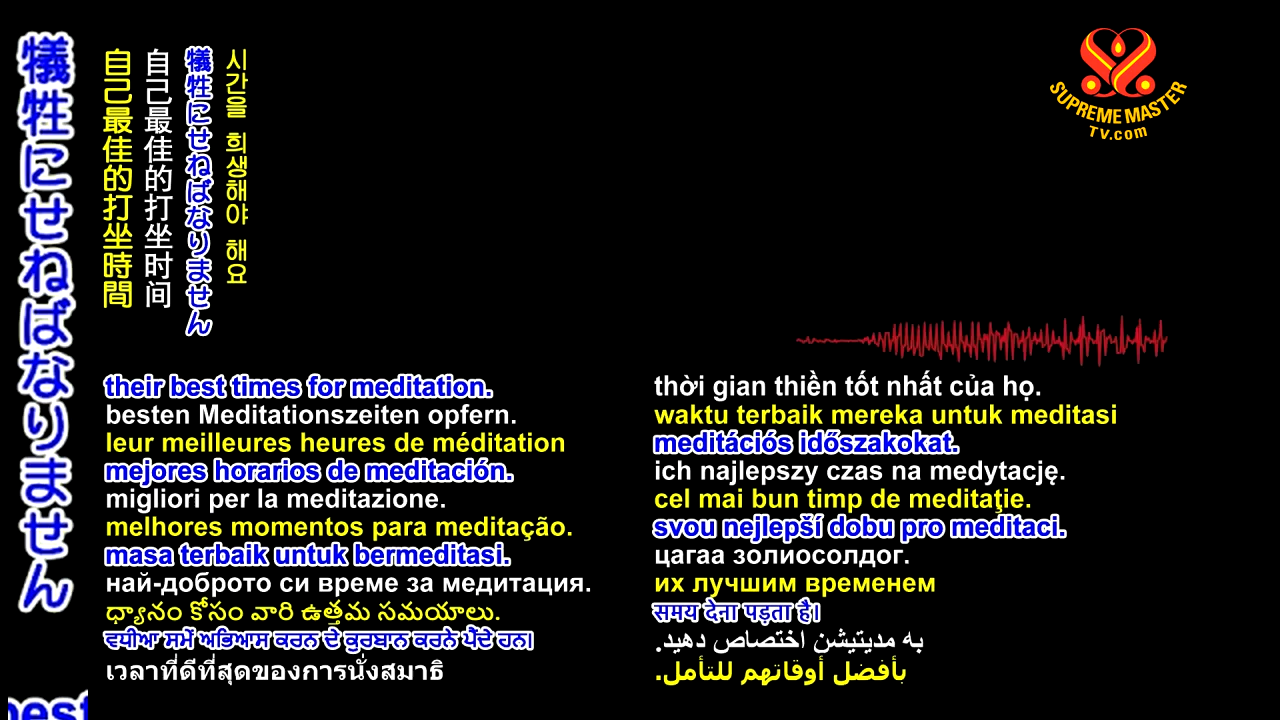 犠牲にせねばなりません
自己最佳的打坐時間
自己最佳的打坐时间
犠牲にせねばなりません
시간을 희생해야 해요
SUPREME MASTER
TV.com
their best times for meditation.
besten Meditationszeiten opfern.
leur meilleures heures de méditation
mejores horarios de meditación.
migliori per la meditazione.
melhores momentos para meditação.
masa terbaik untuk bermeditasi.
най-доброто си време за медитация.
ధ్యానం కోసం వారి ఉత్తమ సమయాలు.
ਵਧੀਆ ਸਮੇਂ ਅਭਿਆਸ ਕਰਨ ਦੇ ਕੁਰਬਾਨ ਕਰਨੇ ਪੈਂਦੇ ਹਨ।
เวลาที่ดีที่สุดของการนั่งสมาธิ
thời gian thiền tốt nhất của họ.
waktu terbaik mereka untuk meditasi
meditációs időszakokat.
ich najlepszy czas na medytację.
cel mai bun timp de meditaţie.
svou nejlepší dobu pro meditaci.
цагаа золиосолдог.
их лучшим временем
समय देना पड़ता है।
به مدیتیشن اختصاص دهید.
بأفضل أوقاتهم للتأمل.
best